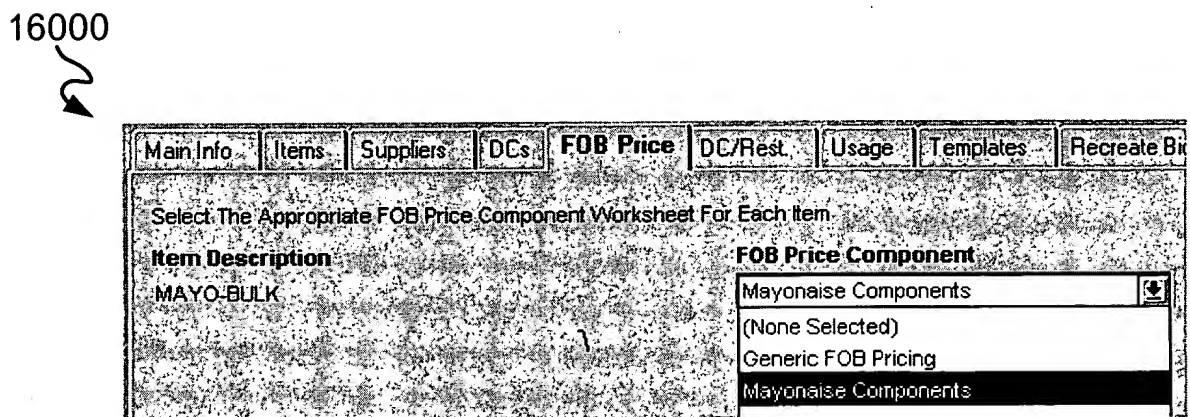 16000
Main Info Items Suppliers DCs FOB Price DC/Rest. Usage Templates Recreate Bi
Select The Appropriate FOB Price Component Worksheet For Each Item
Item Description FOB Price Component
MAYO-BULK Mayonaise Components
(None Selected)
Generic FOB Pricing
Mayonaise Components